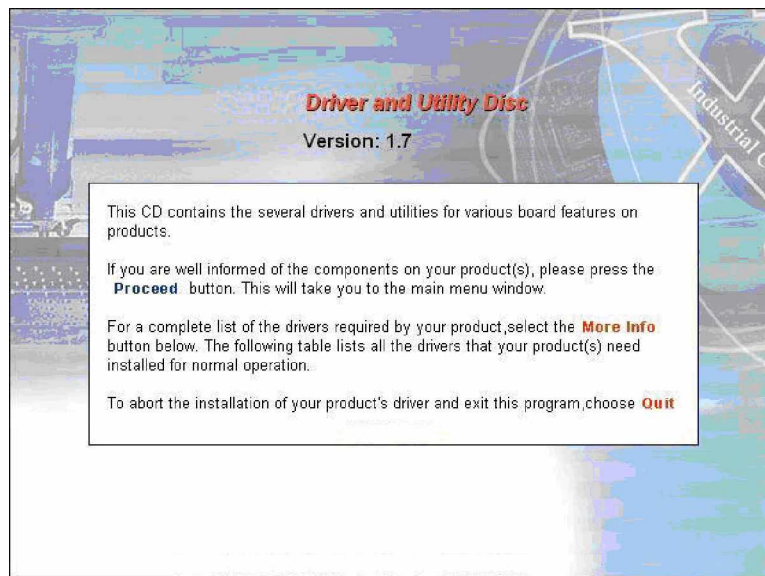 Driver and Utility Disc
Version: 1.7
Industrial
This CD contains the several drivers and utilities for various board features on
products.
If you are well informed of the components on your product(s), please press the
Proceed button. This will take you to the main menu window.
For a complete list of the drivers required by your product,select the More Info
button below. The following table lists all the drivers that your product(s) need
installed for normal operation.
To abort the installation of your product's driver and exit this program,choose Quit